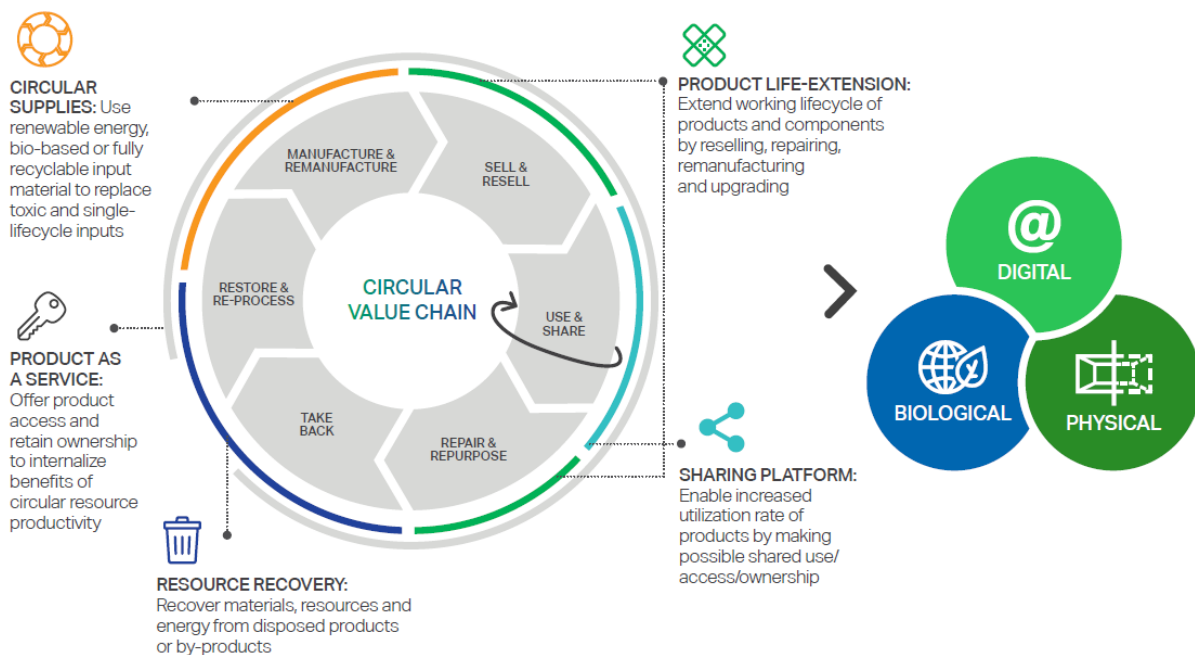 CIRCULAR
SUPPLIES: Use
renewable energy,
bio-based or fully
recyclable input
material to replace
toxic and single-
lifecycle inputs
PRODUCT AS
A SERVICE:
Offer product
access and
retain ownership
to internalize
benefits of
circular resource
productivity
RESOURCE RECOVERY:
Recover materials, resources and
energy from disposed products
or by-products
MANUFACTURE &
REMANUFACTURE
SELL &
RESELL
USE &
SHARE
REPAIR &
REPURPOSE
TAKE
BACK
RESTORE &
RE-PROCESS
CIRCULAR
VALUE CHAIN
PRODUCT LIFE-EXTENSION:
Extend working lifecycle of
products and components
by reselling, repairing,
remanufacturing
and upgrading
SHARING PLATFORM:
Enable increased
utilization rate of
products by making
possible shared use/
access/ownership
@
DIGITAL
BIOLOGICAL
PHYSICAL